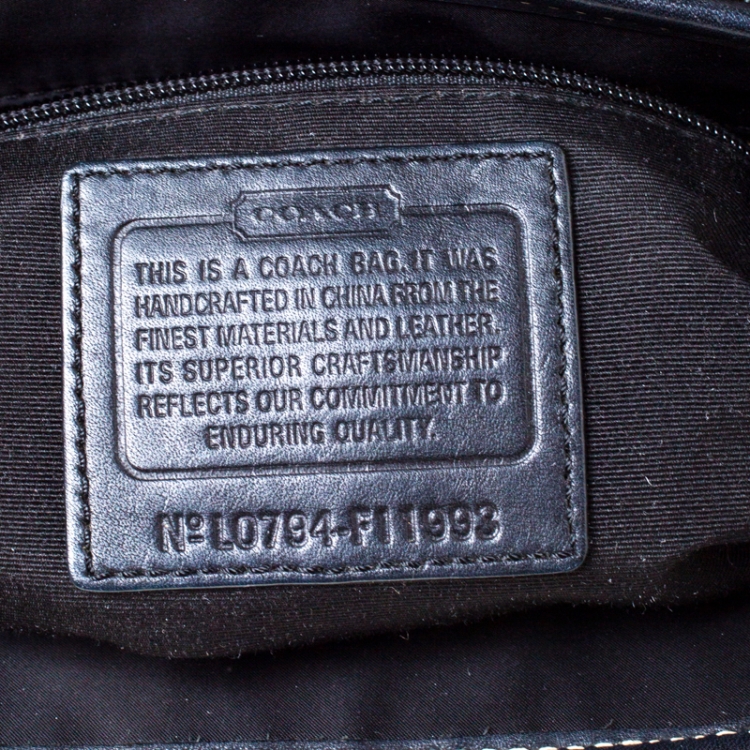 COACH
THIS IS A COACH BAG. IT WAS
HANDCRAFTED IN CHINA FROM THE
FINEST MATERIALS AND LEATHER.
ITS SUPERIOR CRAFTSMANSHIP
REFLECTS OUR COMMITMENT TO
ENDURING QUALITY.
Nº L0794-F11993